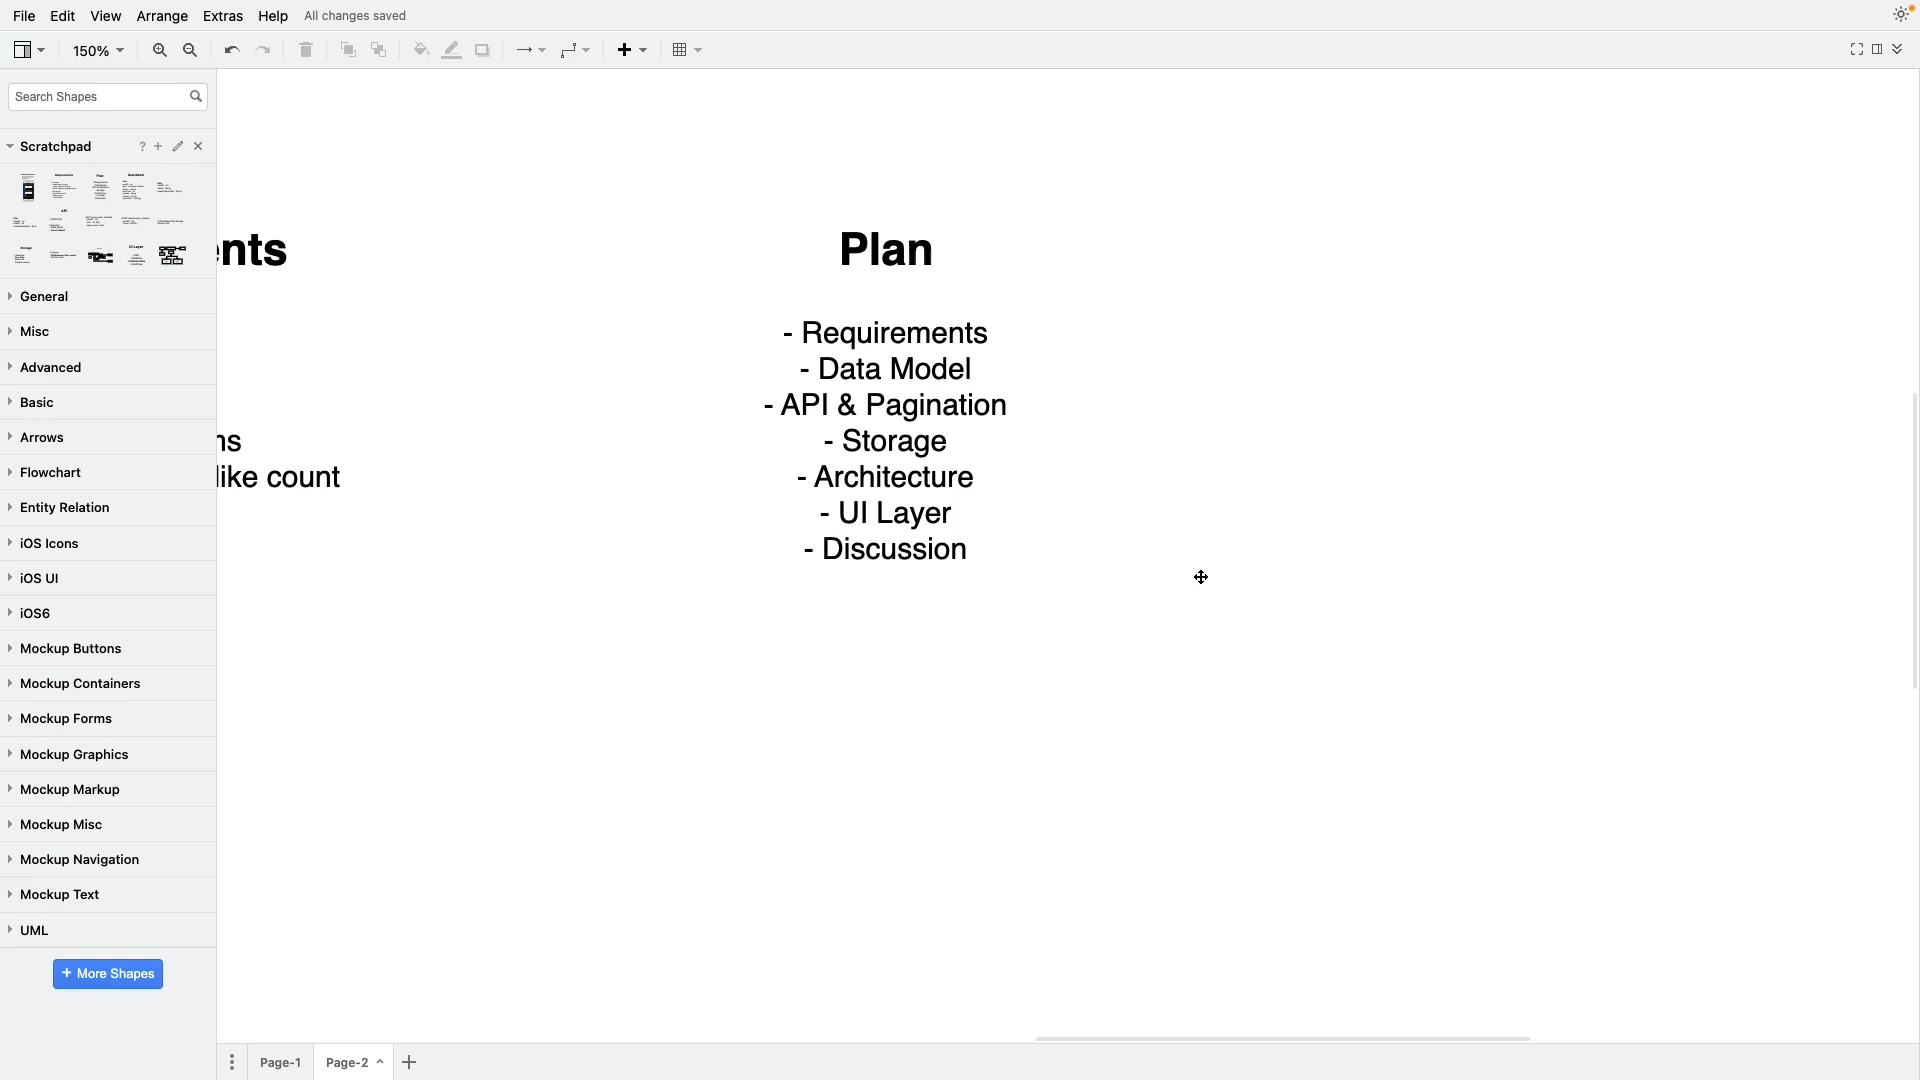 File Edit View Arrange Extras Help All changes saved
150%
Search Shapes
Scratchpad ?
General
Misc
Advanced
Basic
Arrows
Flowchart
Entity Relation
iOS Icons
iOS UI
iOS6
Mockup Buttons
Mockup Containers
Mockup Forms
Mockup Graphics
Mockup Markup
Mockup Misc
Mockup Navigation
Mockup Text
UML
+ More Shapes
ents
ns
like count
Plan
- Requirements
- Data Model
- API & Pagination
- Storage
- Architecture
- UI Layer
- Discussion
Page-1 Page-2